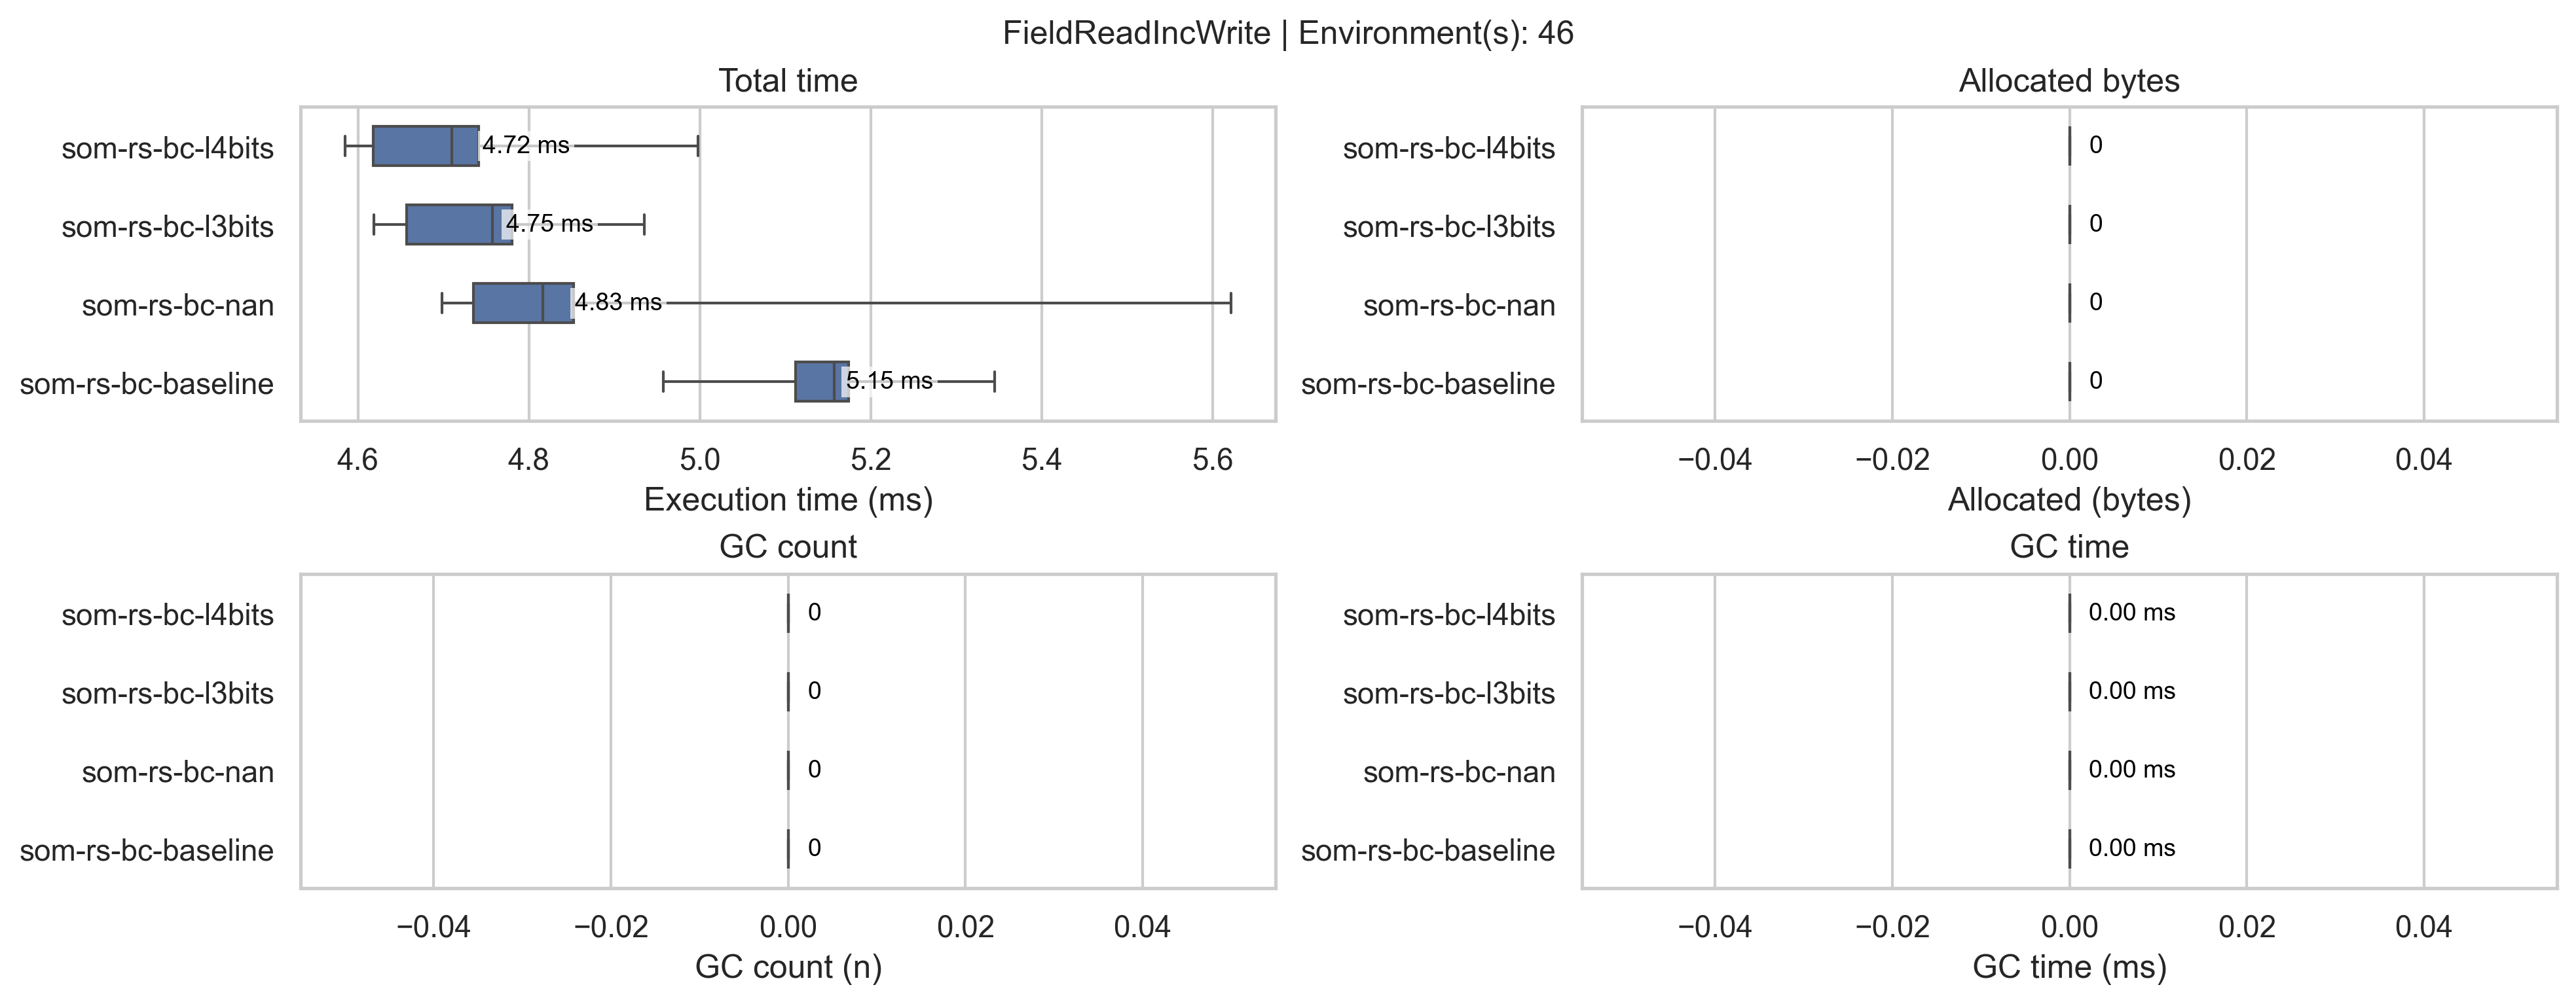 FieldReadIncWrite | Environment(s): 46
Total time
som-rs-bc-l4bits
4.72 ms
som-rs-bc-l3bits
4.75 ms
som-rs-bc-nan
4.83 ms
som-rs-bc-baseline
5.15 ms
4.6 4.8 5.0 5.2 5.4 5.6
Execution time (ms)
Allocated bytes
som-rs-bc-l4bits
0
som-rs-bc-l3bits
0
som-rs-bc-nan
0
som-rs-bc-baseline
0
−0.04 −0.02 0.00 0.02 0.04
Allocated (bytes)
GC count
som-rs-bc-l4bits
0
som-rs-bc-l3bits
0
som-rs-bc-nan
0
som-rs-bc-baseline
0
−0.04 −0.02 0.00 0.02 0.04
GC count (n)
GC time
som-rs-bc-l4bits
0.00 ms
som-rs-bc-l3bits
0.00 ms
som-rs-bc-nan
0.00 ms
som-rs-bc-baseline
0.00 ms
−0.04 −0.02 0.00 0.02 0.04
GC time (ms)